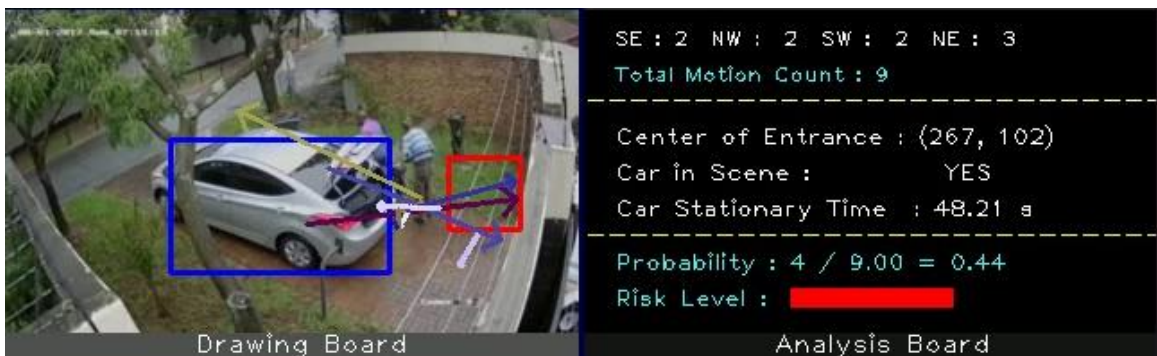 SE : 2 NW : 2 SW : 2 NE : 3
Total Motion Count : 9
Center of Entrance : (267, 102)
Car in Scene : YES
Car Stationary Time : 48.21 s
Probability : 4 / 9.00 = 0.44
Risk Level :
Drawing Board
Analysis Board